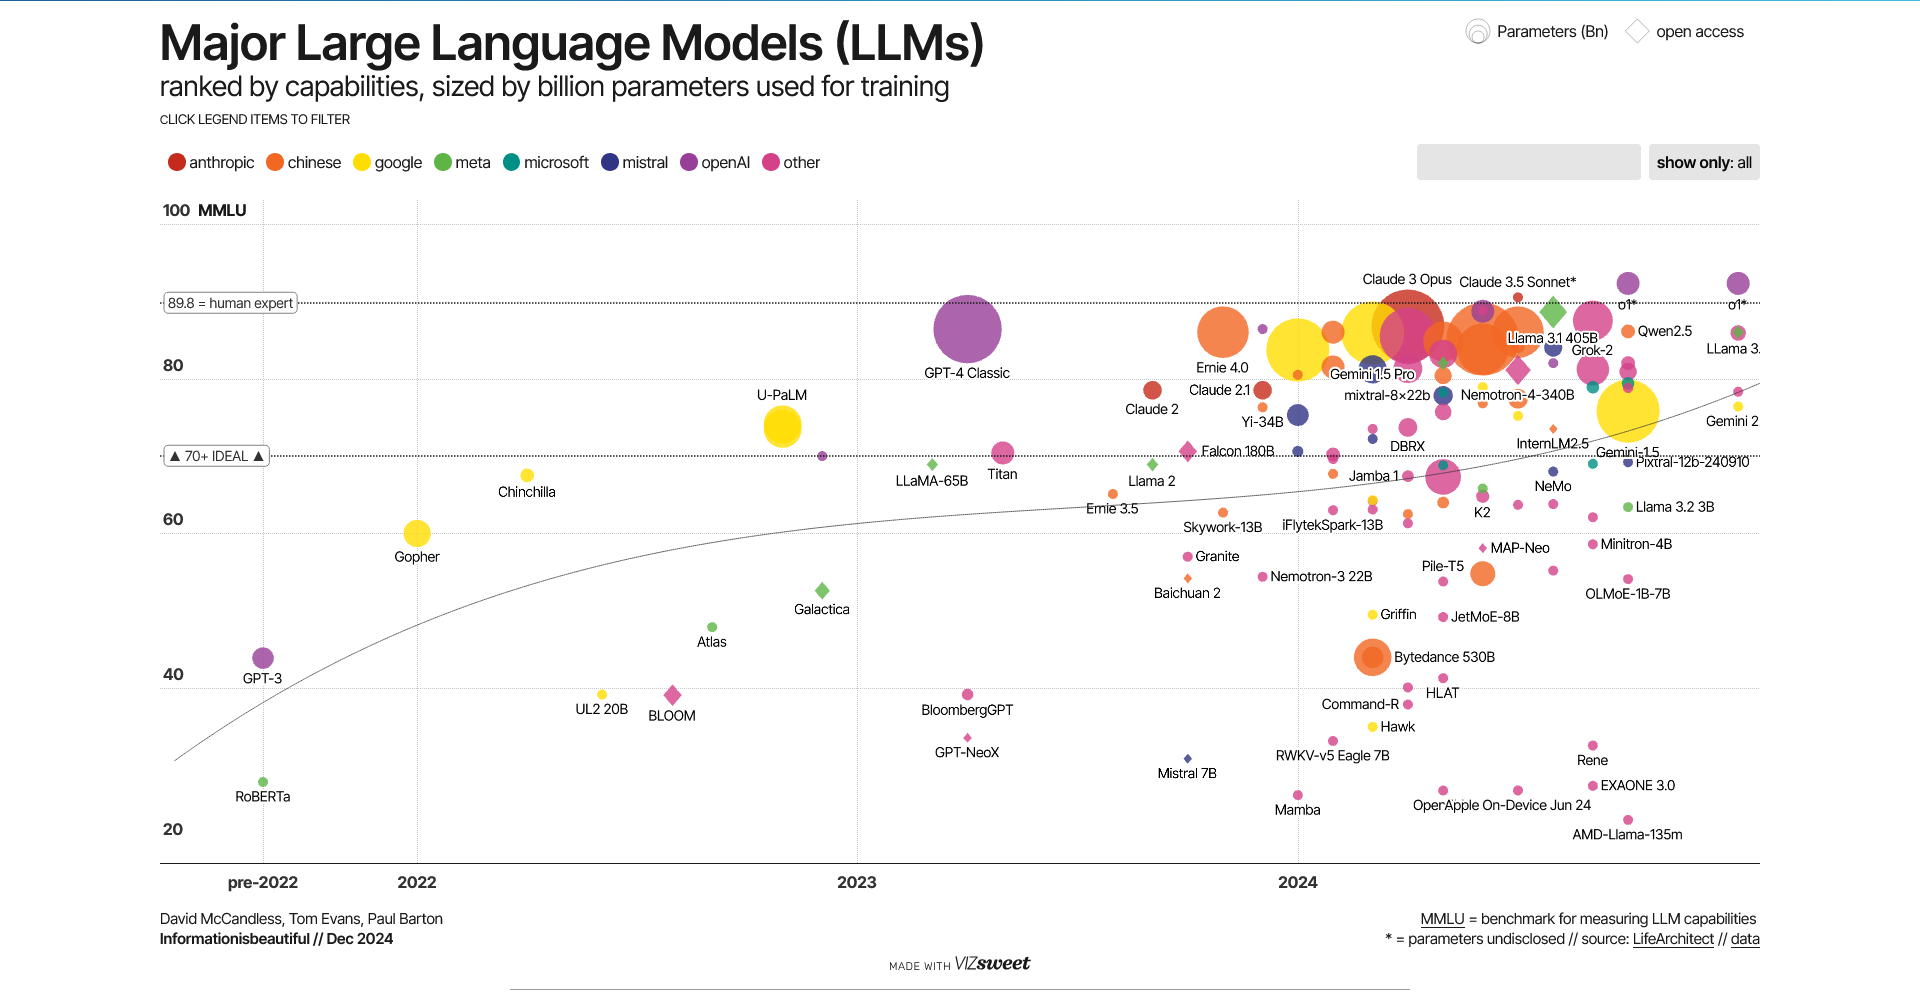 Major Large Language Models (LLMs)
ranked by capabilities, sized by billion parameters used for training
CLICK LEGEND ITEMS TO FILTER
Parameters (Bn)
open access
anthropic
chinese
google
meta
microsoft
mistral
openAI
other
show only: all
100 MMLU
89.8 = human expert
80
▲ 70+ IDEAL ▲
60
40
20
Claude 3 Opus
Claude 3.5 Sonnet*
o1*
o1*
Qwen2.5
Llama 3.1 405B
Grok-2
LLama 3.
GPT-4 Classic
Ernie 4.0
Gemini 1.5 Pro
U-PaLM
Claude 2.1
Claude 2
mixtral-8x22b
Nemotron-4-340B
Yi-34B
Gemini 2
DBRX
InternLM2.5
Gemini-1.5
Falcon 180B
Pixtral-12b-240910
Chinchilla
LLaMA-65B
Titan
Llama 2
Jamba 1
NeMo
Ernie 3.5
K2
Llama 3.2 3B
Skywork-13B
iFlytekSpark-13B
Gopher
Granite
MAP-Neo
Minitron-4B
Pile-T5
Nemotron-3 22B
Baichuan 2
OLMoE-1B-7B
Galactica
Griffin
JetMoE-8B
Atlas
Bytedance 530B
GPT-3
HLAT
UL2 20B
BLOOM
BloombergGPT
Command-R
Hawk
GPT-NeoX
RWKV-v5 Eagle 7B
Rene
Mistral 7B
EXAONE 3.0
RoBERTa
Mamba
Apple On-Device Jun 24
AMD-Llama-135m
pre-2022
2022
2023
2024
David McCandless, Tom Evans, Paul Barton
Informationisbeautiful // Dec 2024
MMLU = benchmark for measuring LLM capabilities
* = parameters undisclosed // source: LifeArchitect // data
MADE WITH VIZsweet